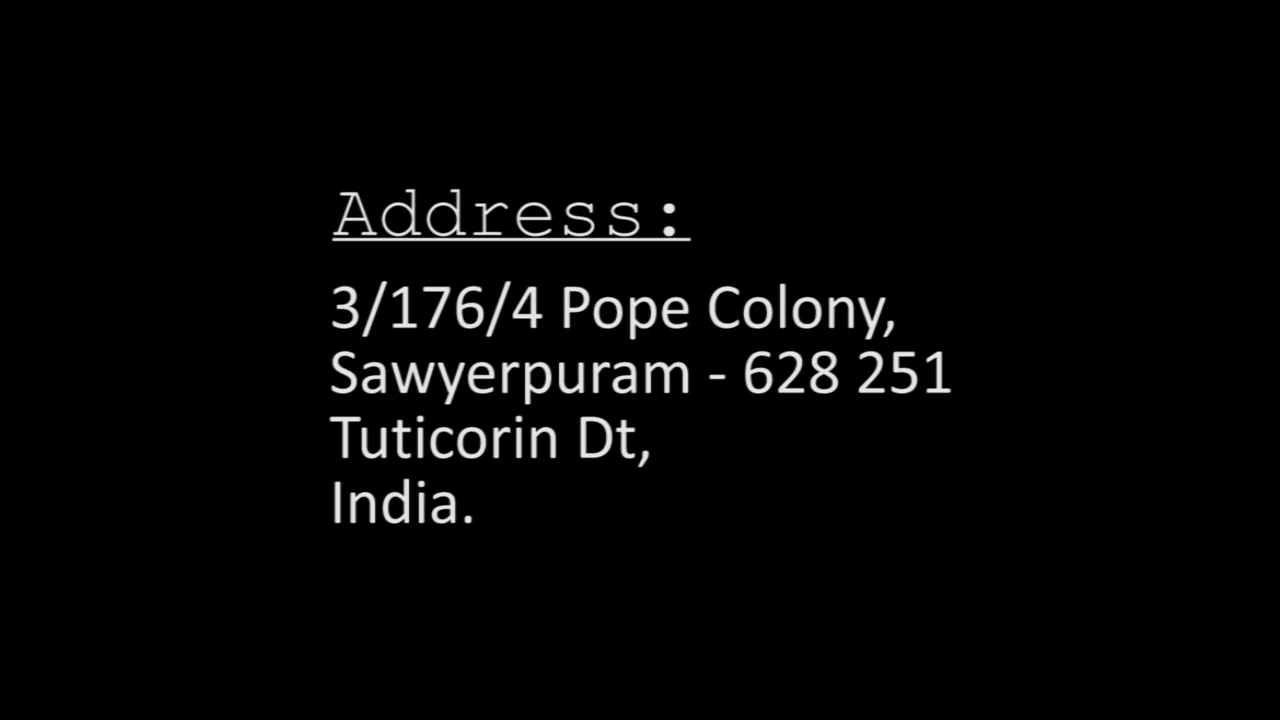 Address:
3/176/4 Pope Colony,
Sawyerpuram - 628 251
Tuticorin Dt,
India.